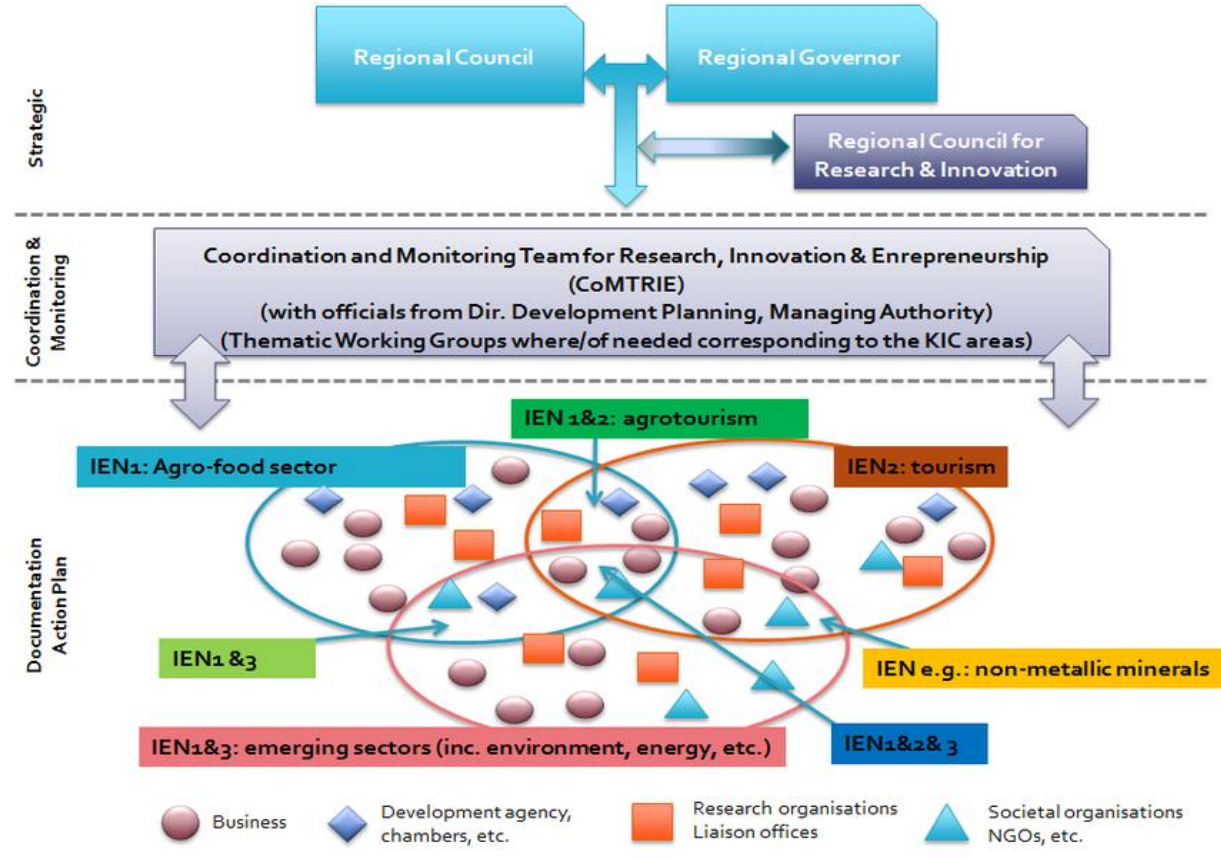 Regional Council
Regional Governor
Strategic
Regional Council for
Research & Innovation
Coordination &
Monitoring
Coordination and Monitoring Team for Research, Innovation & Enrepreneurship
(CoMTRIE)
(with officials from Dir. Development Planning, Managing Authority)
(Thematic Working Groups where/of needed corresponding to the KIC areas)
IEN 1&2: agrotourism
IEN1: Agro-food sector
IEN2: tourism
Documentation
Action Plan
IEN1 &3
IEN e.g.: non-metallic minerals
IEN1&3: emerging sectors (inc. environment, energy, etc.)
IEN1&2& 3
Business
Development agency,
chambers, etc.
Research organisations
Liaison offices
Societal organisations
NGOs, etc.